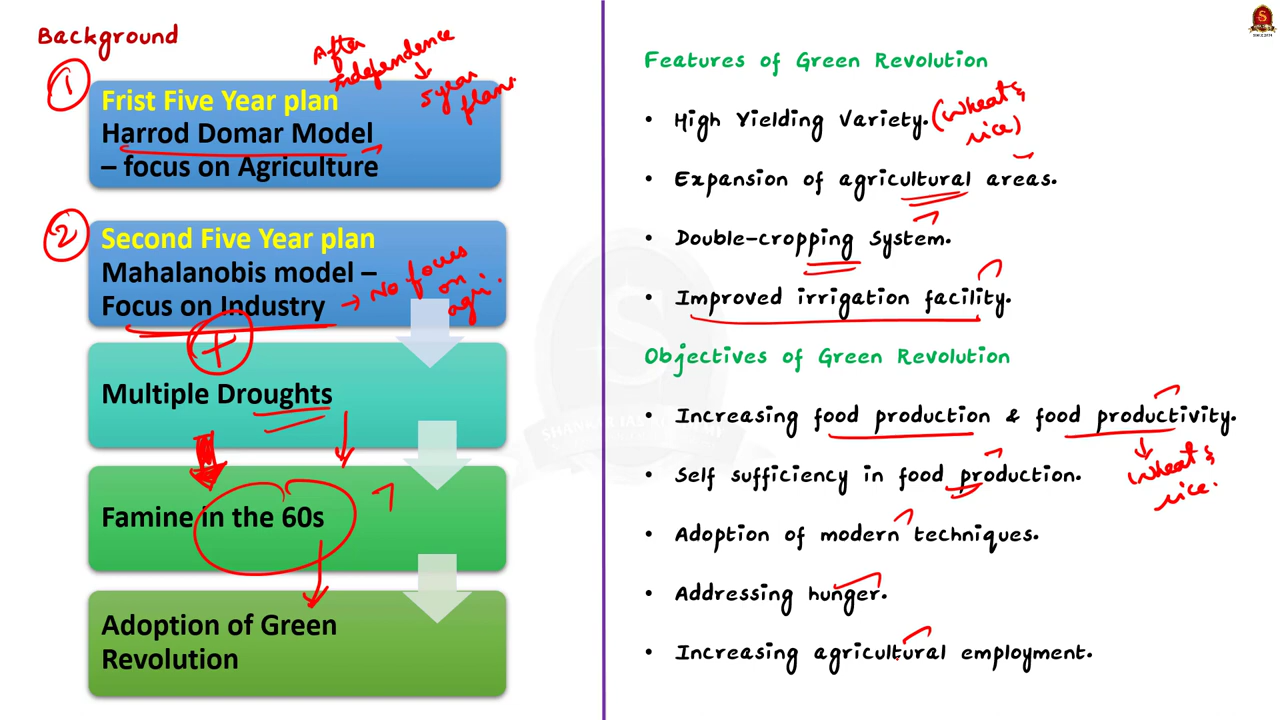 Background
After
Independence
5 year
plans.
1
Frist Five Year plan
Harrod Domar Model
– focus on Agriculture
2
Second Five Year plan
Mahalanobis model –
Focus on Industry
No focus
on
agri.
+
Multiple Droughts
Famine in the 60s
Adoption of Green
Revolution
Features of Green Revolution
• High Yielding Variety. (Wheat &
rice)
• Expansion of agricultural areas.
• Double-cropping System.
• Improved irrigation facility.
Objectives of Green Revolution
• Increasing food production & food productivity.
Wheat &
rice.
• Self sufficiency in food production.
• Adoption of modern techniques.
• Addressing hunger.
• Increasing agricultural employment.